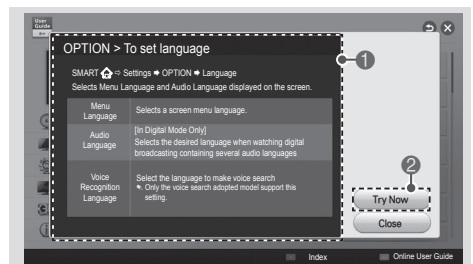 User
Guide
OPTION > To set language
1
SMART ⇨ Settings ➡ OPTION ➡ Language
Selects Menu Language and Audio Language displayed on the screen.
Menu
Language
Selects a screen menu language.
Audio
Language
[In Digital Mode Only]
Selects the desired language when watching digital
broadcasting containing several audio languages
Voice
Recognition
Language
Select the language to make voice search
Only the voice search adopted model support this
setting.
2
Try Now
Close
Index
Online User Guide